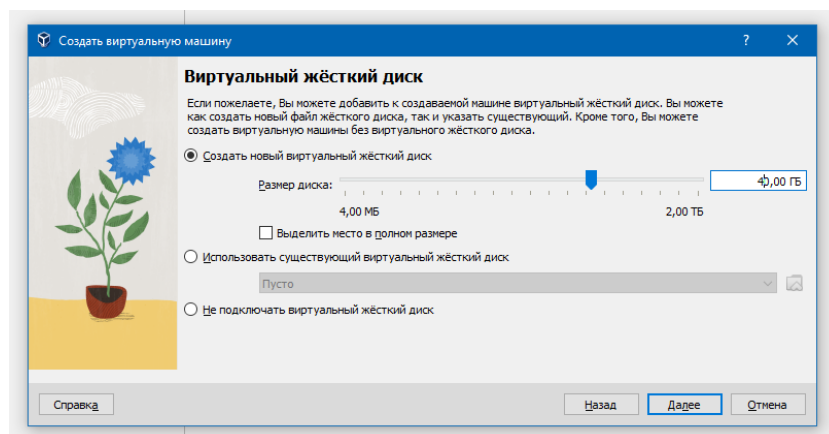 Создать виртуальную машину ?
Виртуальный жёсткий диск
Если пожелаете, Вы можете добавить к создаваемой машине виртуальный жёсткий диск. Вы можете
как создать новый файл жёсткого диска, так и указать существующий. Кроме того, Вы можете
создать виртуальную машины без виртуального жёсткого диска.
Создать новый виртуальный жёсткий диск
Размер диска: 40,00 ГБ
4,00 МБ 2,00 ТБ
Выделить место в полном размере
Использовать существующий виртуальный жёсткий диск
Пусто
Не подключать виртуальный жёсткий диск
Справка Назад Далее Отмена